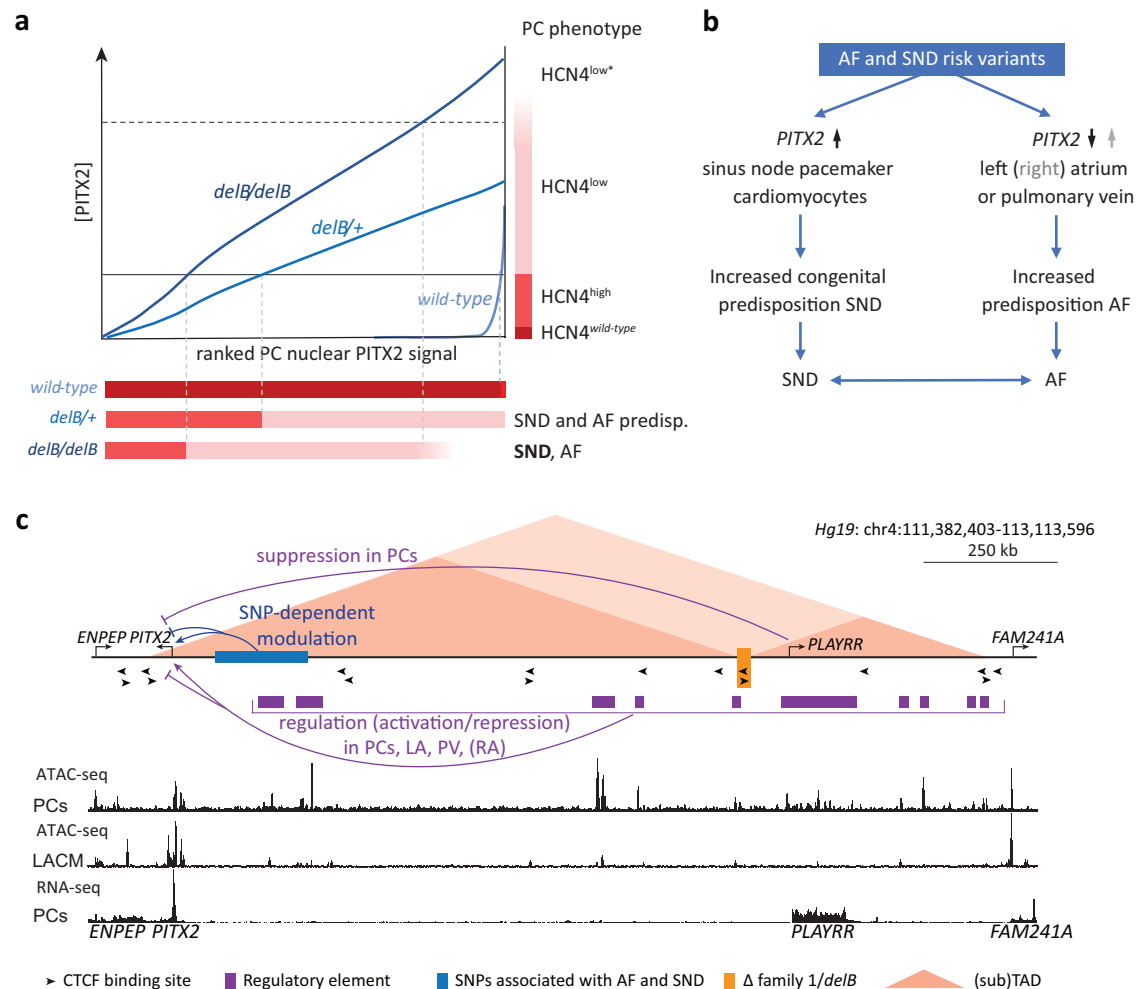 a
PC phenotype
HCN4low*
[PITX2]
delB/delB
HCN4low
delB/+
wild-type
HCN4high
HCN4wild-type
ranked PC nuclear PITX2 signal
wild-type
delB/+
SND and AF predisp.
delB/delB
SND, AF
b
AF and SND risk variants
PITX2
sinus node pacemaker
cardiomyocytes
PITX2
left (right) atrium
or pulmonary vein
Increased congenital
predisposition SND
Increased
predisposition AF
SND
AF
c
Hg19: chr4:111,382,403-113,113,596
250 kb
suppression in PCs
SNP-dependent
modulation
ENPEP PITX2
PLAYRR
FAM241A
regulation (activation/repression)
in PCs, LA, PV, (RA)
ATAC-seq
PCs
ATAC-seq
LACM
RNA-seq
PCs
ENPEP PITX2
PLAYRR
FAM241A
CTCF binding site
Regulatory element
SNPs associated with AF and SND
Δ family 1/delB
(sub)TAD